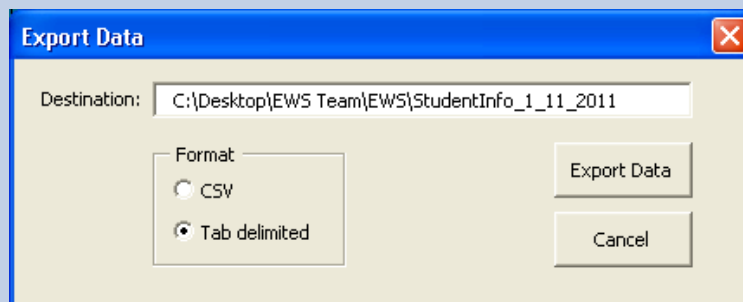 Export Data
Destination: C:\Desktop\EWS Team\EWS\StudentInfo_1_11_2011
Format
CSV
Tab delimited
Export Data
Cancel